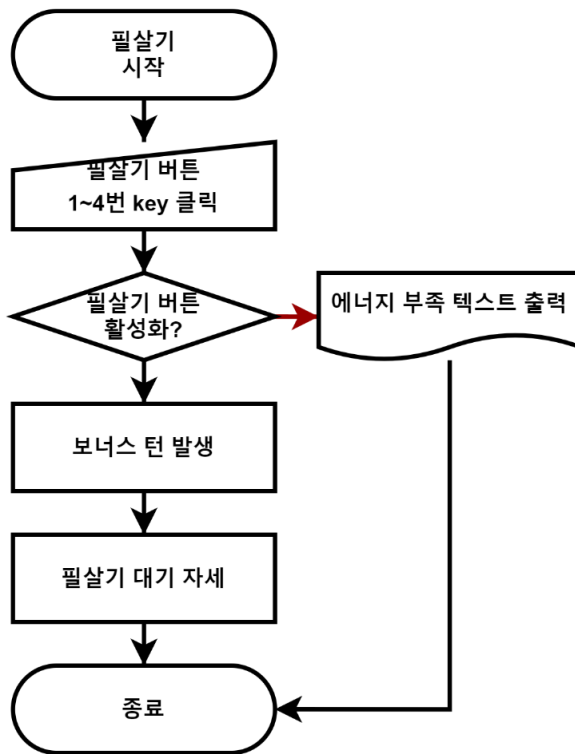 필살기
시작
필살기 버튼
1~4번 key 클릭
필살기 버튼
활성화?
에너지 부족 텍스트 출력
보너스 턴 발생
필살기 대기 자세
종료